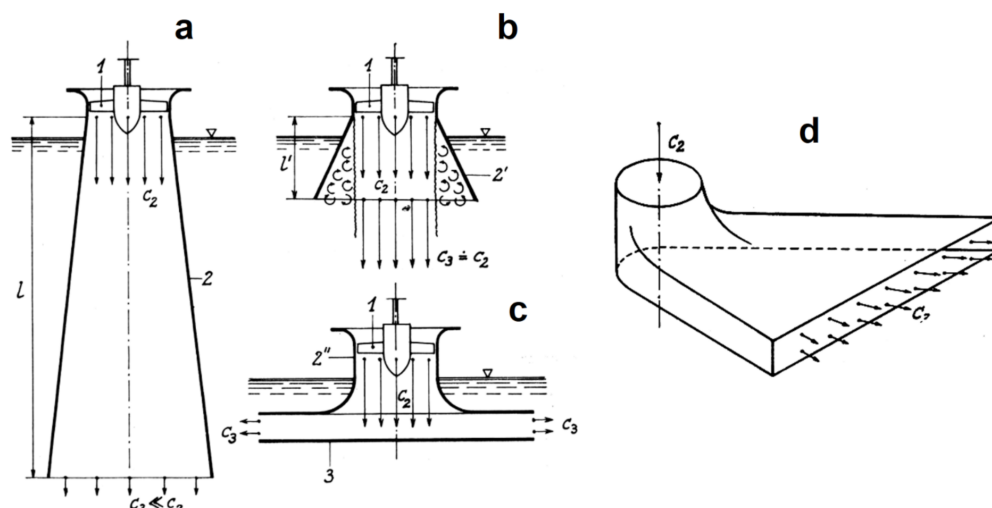 a
1
c₂
l
2
c₃ ≪ c₂
b
1
l'
c₂
2'
c₃ ≐ c₂
c
1
2"
c₂
c₃
c₃
3
d
c₂